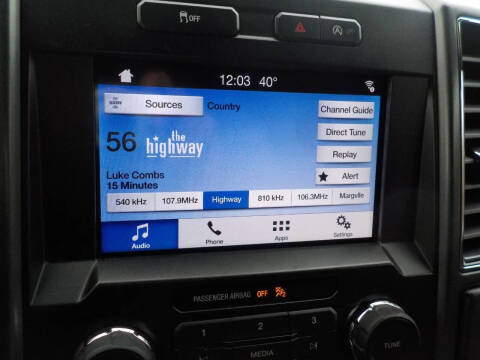 OFF
12:03 40°
Sources Country Channel Guide
56 the highway
Direct Tune
Replay
Luke Combs Alert
15 Minutes
540 kHz 107.9MHz Highway 810 kHz 106.3MHz Margville
Audio Phone Apps Settings
PASSENGER AIRBAG OFF
1 2 3
MEDIA
TUNE